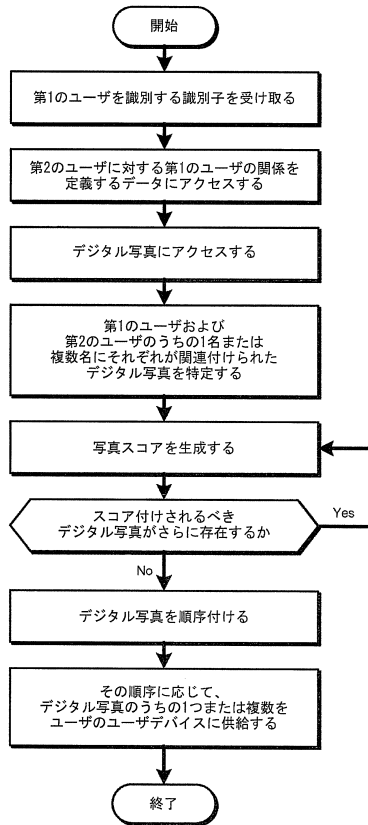 開始
第1のユーザを識別する識別子を受け取る
第2のユーザに対する第1のユーザの関係を
定義するデータにアクセスする
デジタル写真にアクセスする
第1のユーザおよび
第2のユーザのうちの1名または
複数名にそれぞれが関連付けられた
デジタル写真を特定する
写真スコアを生成する
スコア付けされるべき
デジタル写真がさらに存在するか
Yes
No
デジタル写真を順序付ける
その順序に応じて、
デジタル写真のうちの1つまたは複数を
ユーザのユーザデバイスに供給する
終了